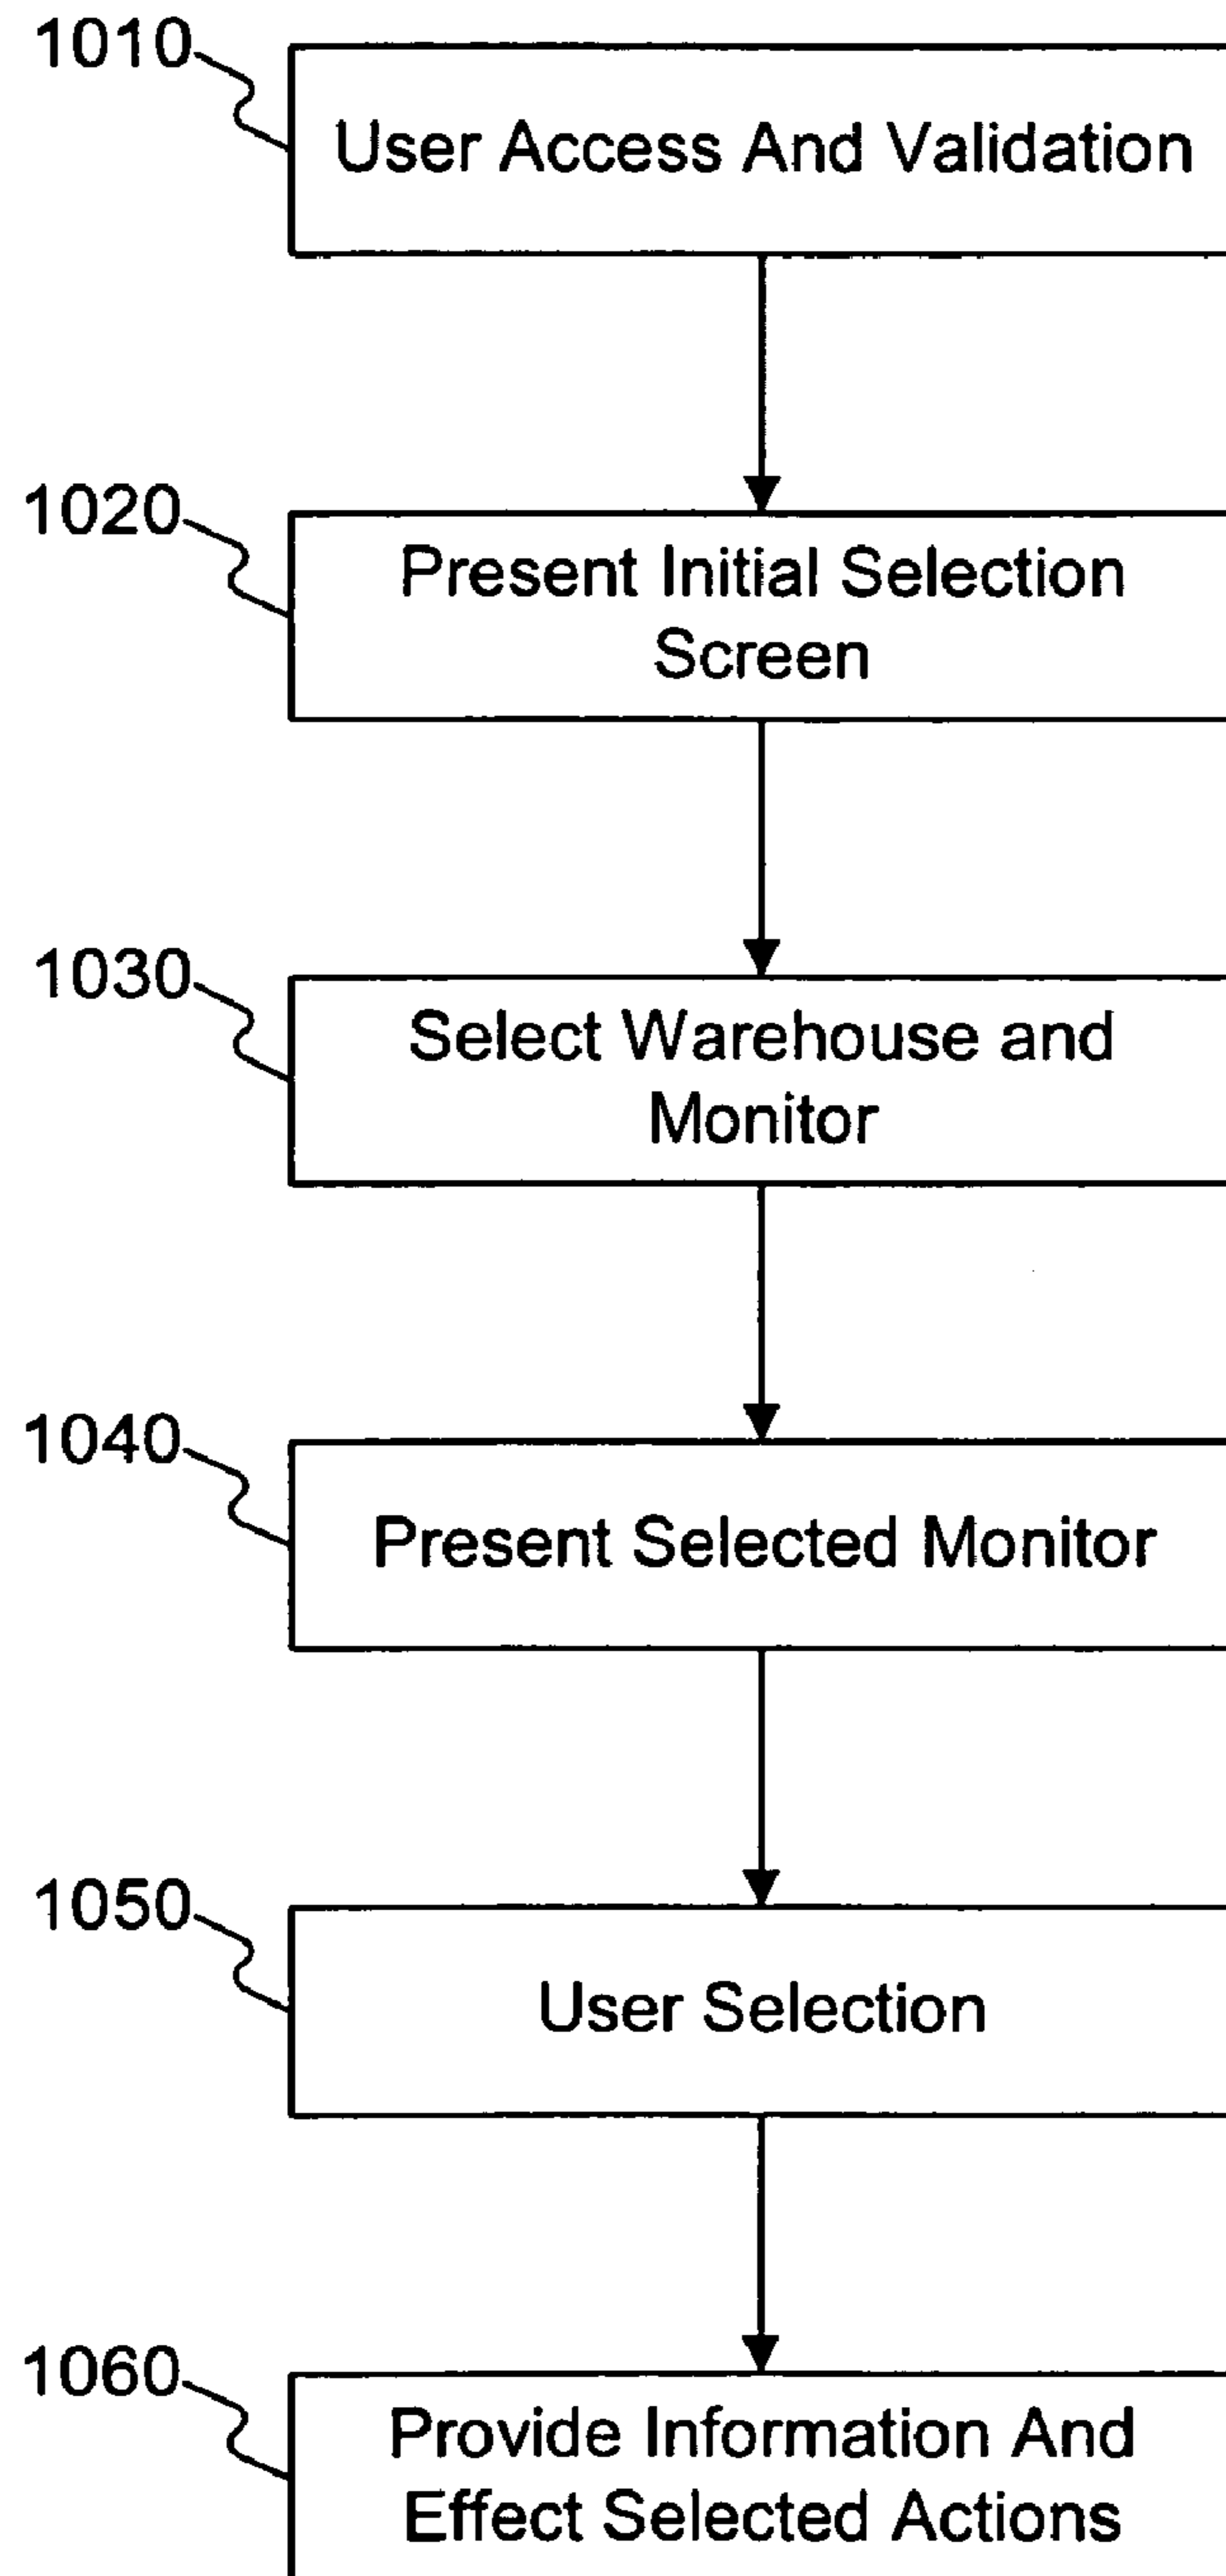 1010
User Access And Validation
1020
Present Initial Selection
Screen
1030
Select Warehouse and
Monitor
1040
Present Selected Monitor
1050
User Selection
1060
Provide Information And
Effect Selected Actions